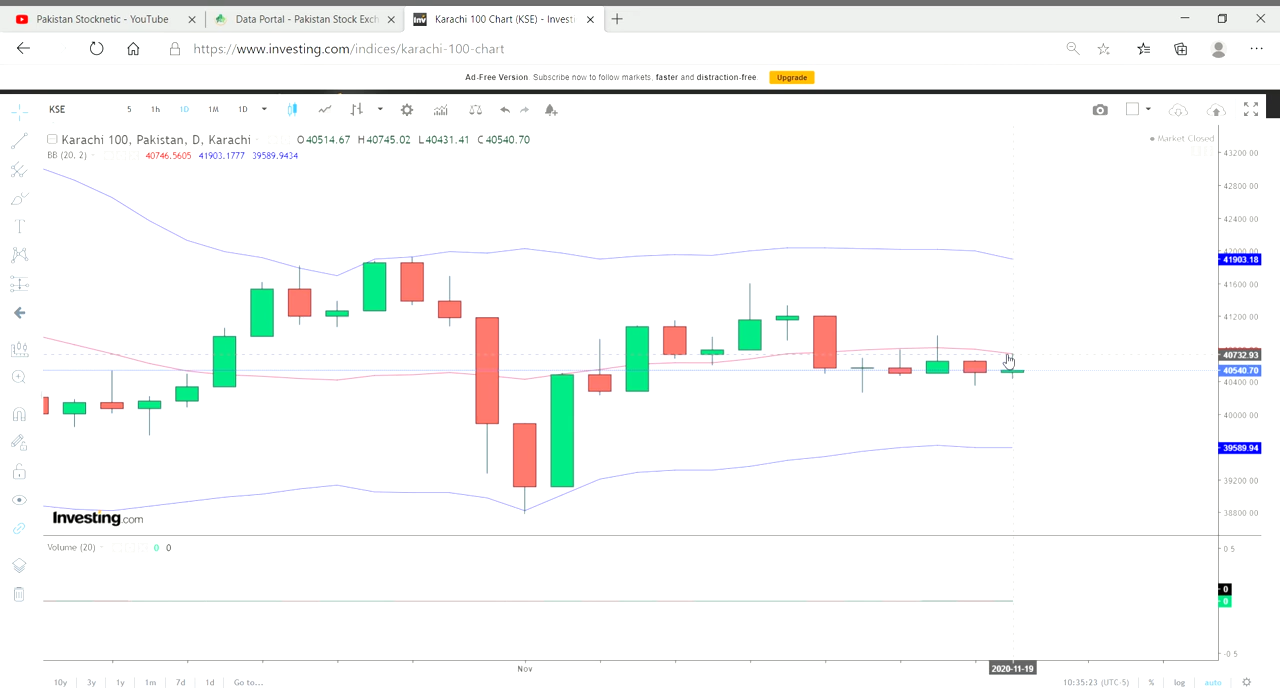 Pakistan Stocknetic - YouTube
Data Portal - Pakistan Stock Exch
Karachi 100 Chart (KSE) - Investi
https://www.investing.com/indices/karachi-100-chart
Ad-Free Version. Subscribe now to follow markets, faster and distraction-free. Upgrade
KSE 5 1h 1D 1M 1D
Karachi 100, Pakistan, D, Karachi O40514.67 H40745.02 L40431.41 C40540.70
Market Closed
BB (20, 2) 40746.5605 41903.1777 39589.9434
43200.00
42800.00
42400.00
42000.00
41903.18
41600.00
41200.00
40732.93
40540.70
40400.00
40000.00
39589.94
39200.00
38800.00
Investing.com
Volume (20) 0 0
0.5
0
0
-0.5
Nov 2020-11-19
10y 3y 1y 1m 7d 1d Go to... 10:35:23 (UTC-5) % log auto